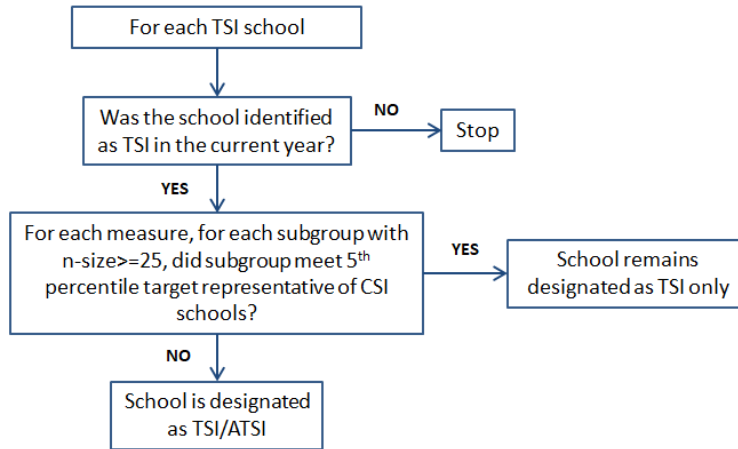 For each TSI school
Was the school identified
as TSI in the current year?
NO
Stop
YES
For each measure, for each subgroup with
n-size>=25, did subgroup meet 5th
percentile target representative of CSI
schools?
YES
School remains
designated as TSI only
NO
School is designated
as TSI/ATSI